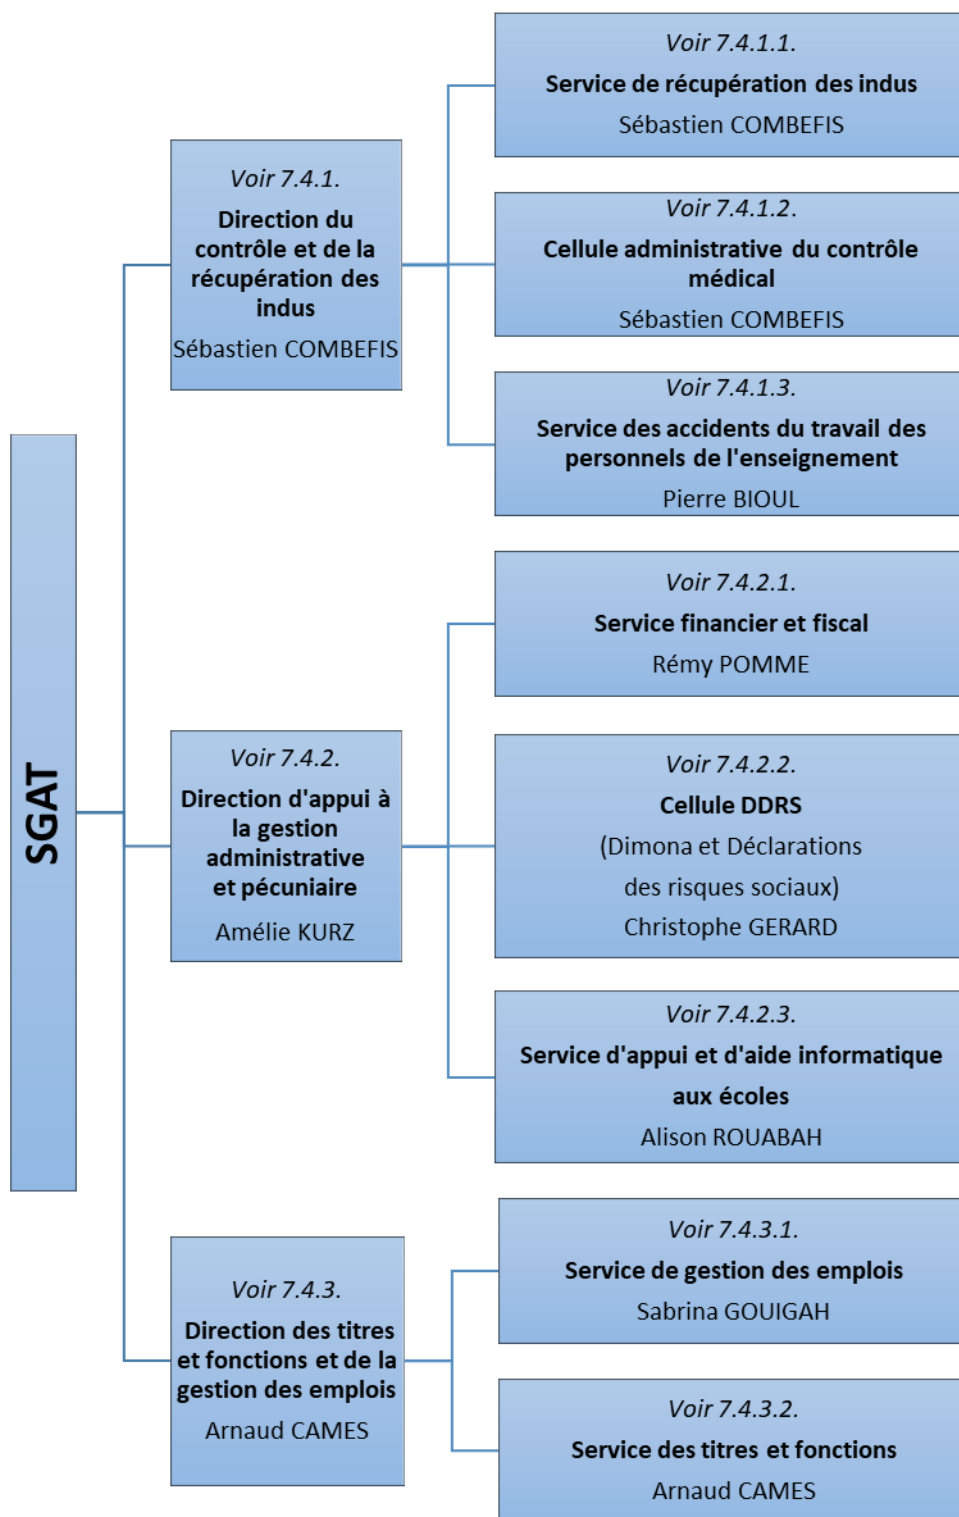 SGAT
Voir 7.4.1.
Direction du
contrôle et de la
récupération des
indus
Sébastien COMBEFIS
Voir 7.4.1.1.
Service de récupération des indus
Sébastien COMBEFIS
Voir 7.4.1.2.
Cellule administrative du contrôle
médical
Sébastien COMBEFIS
Voir 7.4.1.3.
Service des accidents du travail des
personnels de l'enseignement
Pierre BIOUL
Voir 7.4.2.
Direction d'appui à
la gestion
administrative
et pécuniaire
Amélie KURZ
Voir 7.4.2.1.
Service financier et fiscal
Rémy POMME
Voir 7.4.2.2.
Cellule DDRS
(Dimona et Déclarations
des risques sociaux)
Christophe GERARD
Voir 7.4.2.3.
Service d'appui et d'aide informatique
aux écoles
Alison ROUABAH
Voir 7.4.3.
Direction des titres
et fonctions et de la
gestion des emplois
Arnaud CAMES
Voir 7.4.3.1.
Service de gestion des emplois
Sabrina GOUIGAH
Voir 7.4.3.2.
Service des titres et fonctions
Arnaud CAMES